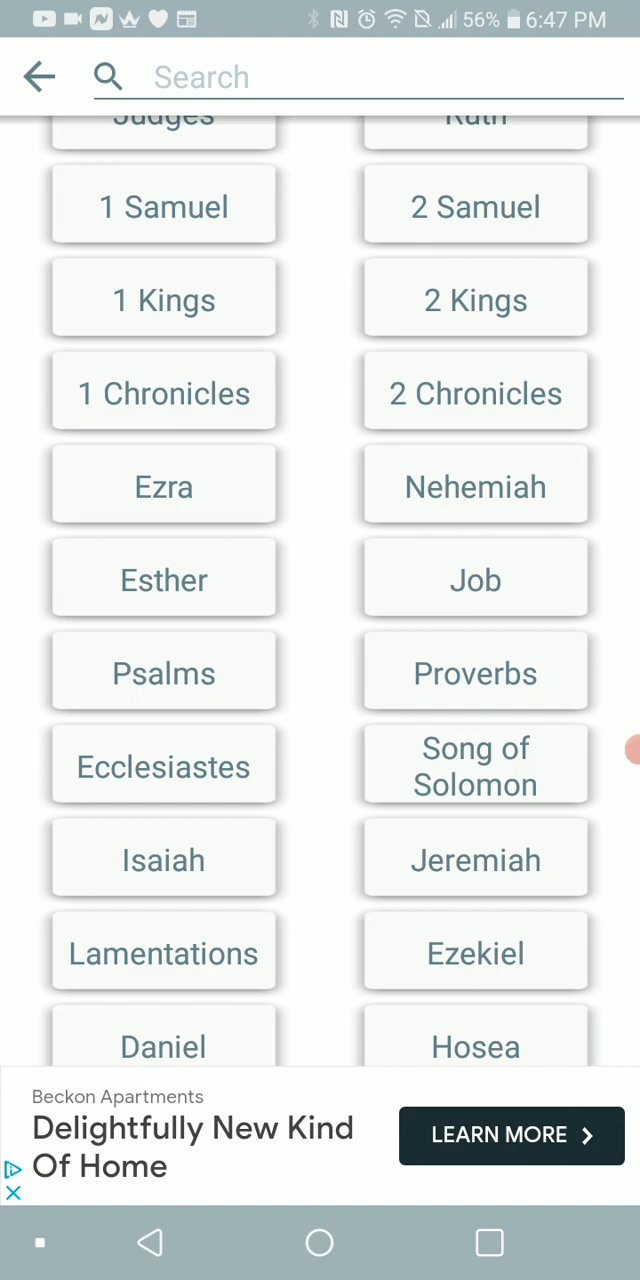 56% 6:47 PM
Search
Judges Ruth
1 Samuel 2 Samuel
1 Kings 2 Kings
1 Chronicles 2 Chronicles
Ezra Nehemiah
Esther Job
Psalms Proverbs
Ecclesiastes Song of
Solomon
Isaiah Jeremiah
Lamentations Ezekiel
Daniel Hosea
Beckon Apartments
Delightfully New Kind
Of Home
LEARN MORE